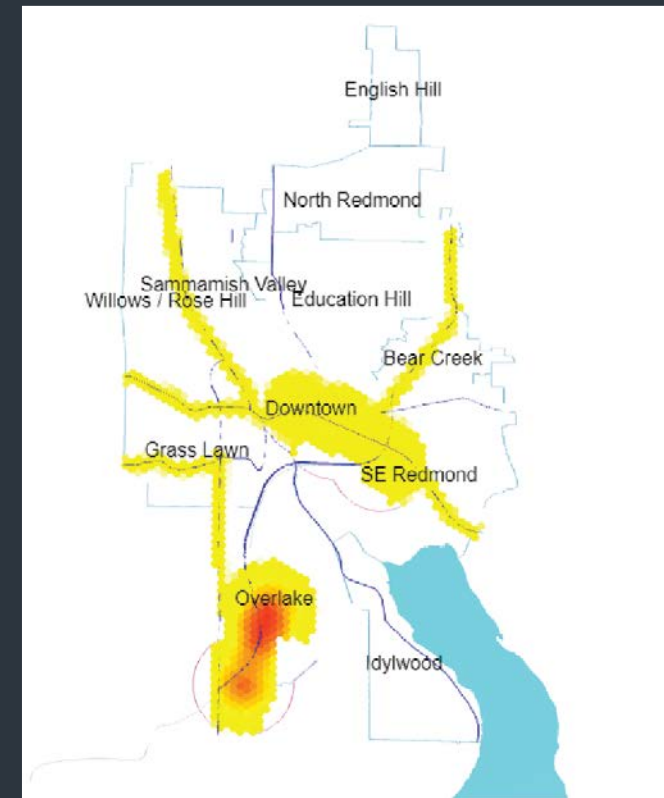 English Hill
North Redmond
Sammamish Valley
Willows / Rose Hill
Education Hill
Bear Creek
Downtown
Grass Lawn
SE Redmond
Overlake
Idylwood